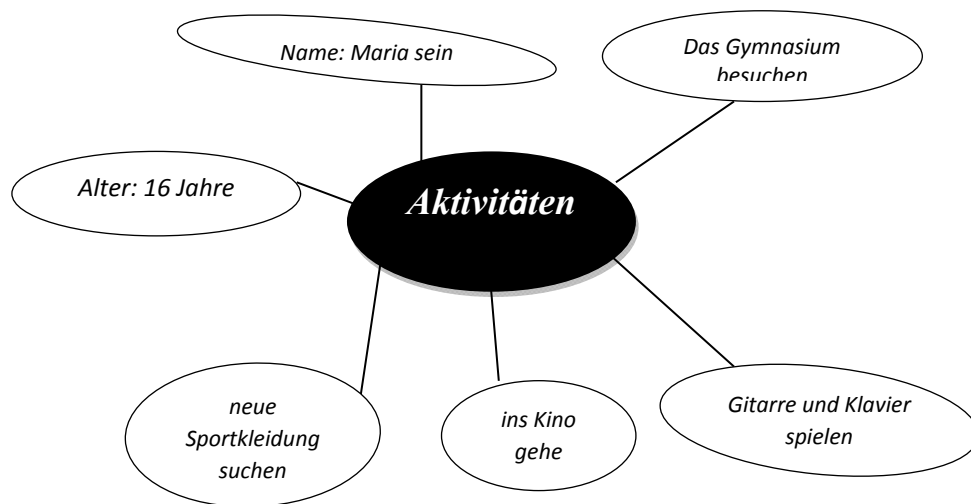 Name: Maria sein
Das Gymnasium
besuchen
Alter: 16 Jahre
Aktivitäten
neue
Sportkleidung
suchen
ins Kino
gehe
Gitarre und Klavier
spielen